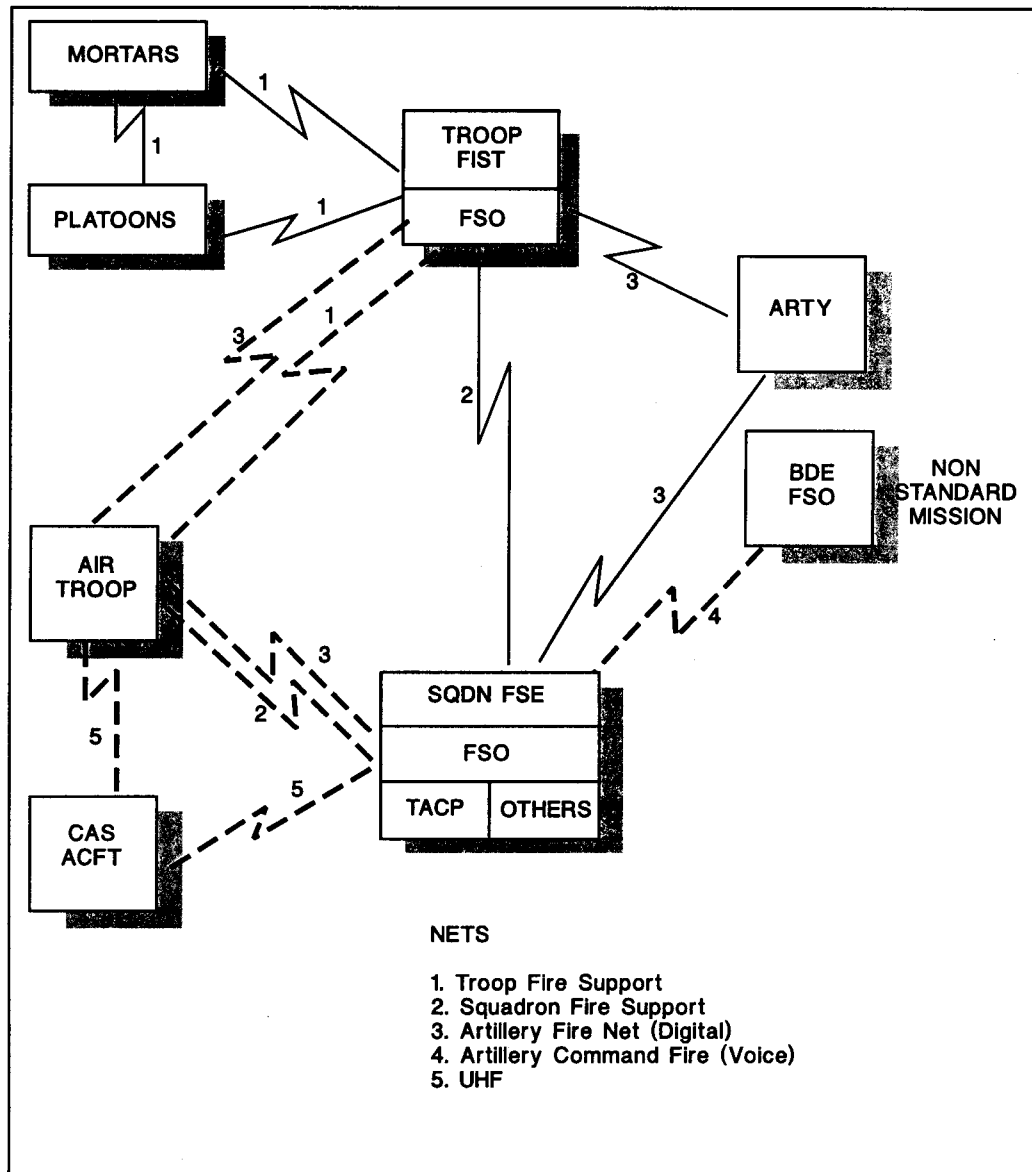 MORTARS
1
1
PLATOONS
1
TROOP
FIST
FSO
3
ARTY
3
1
2
3
BDE
FSO
NON
STANDARD
MISSION
4
AIR
TROOP
3
2
5
5
SQDN FSE
FSO
TACP
OTHERS
CAS
ACFT
NETS
1. Troop Fire Support
2. Squadron Fire Support
3. Artillery Fire Net (Digital)
4. Artillery Command Fire (Voice)
5. UHF